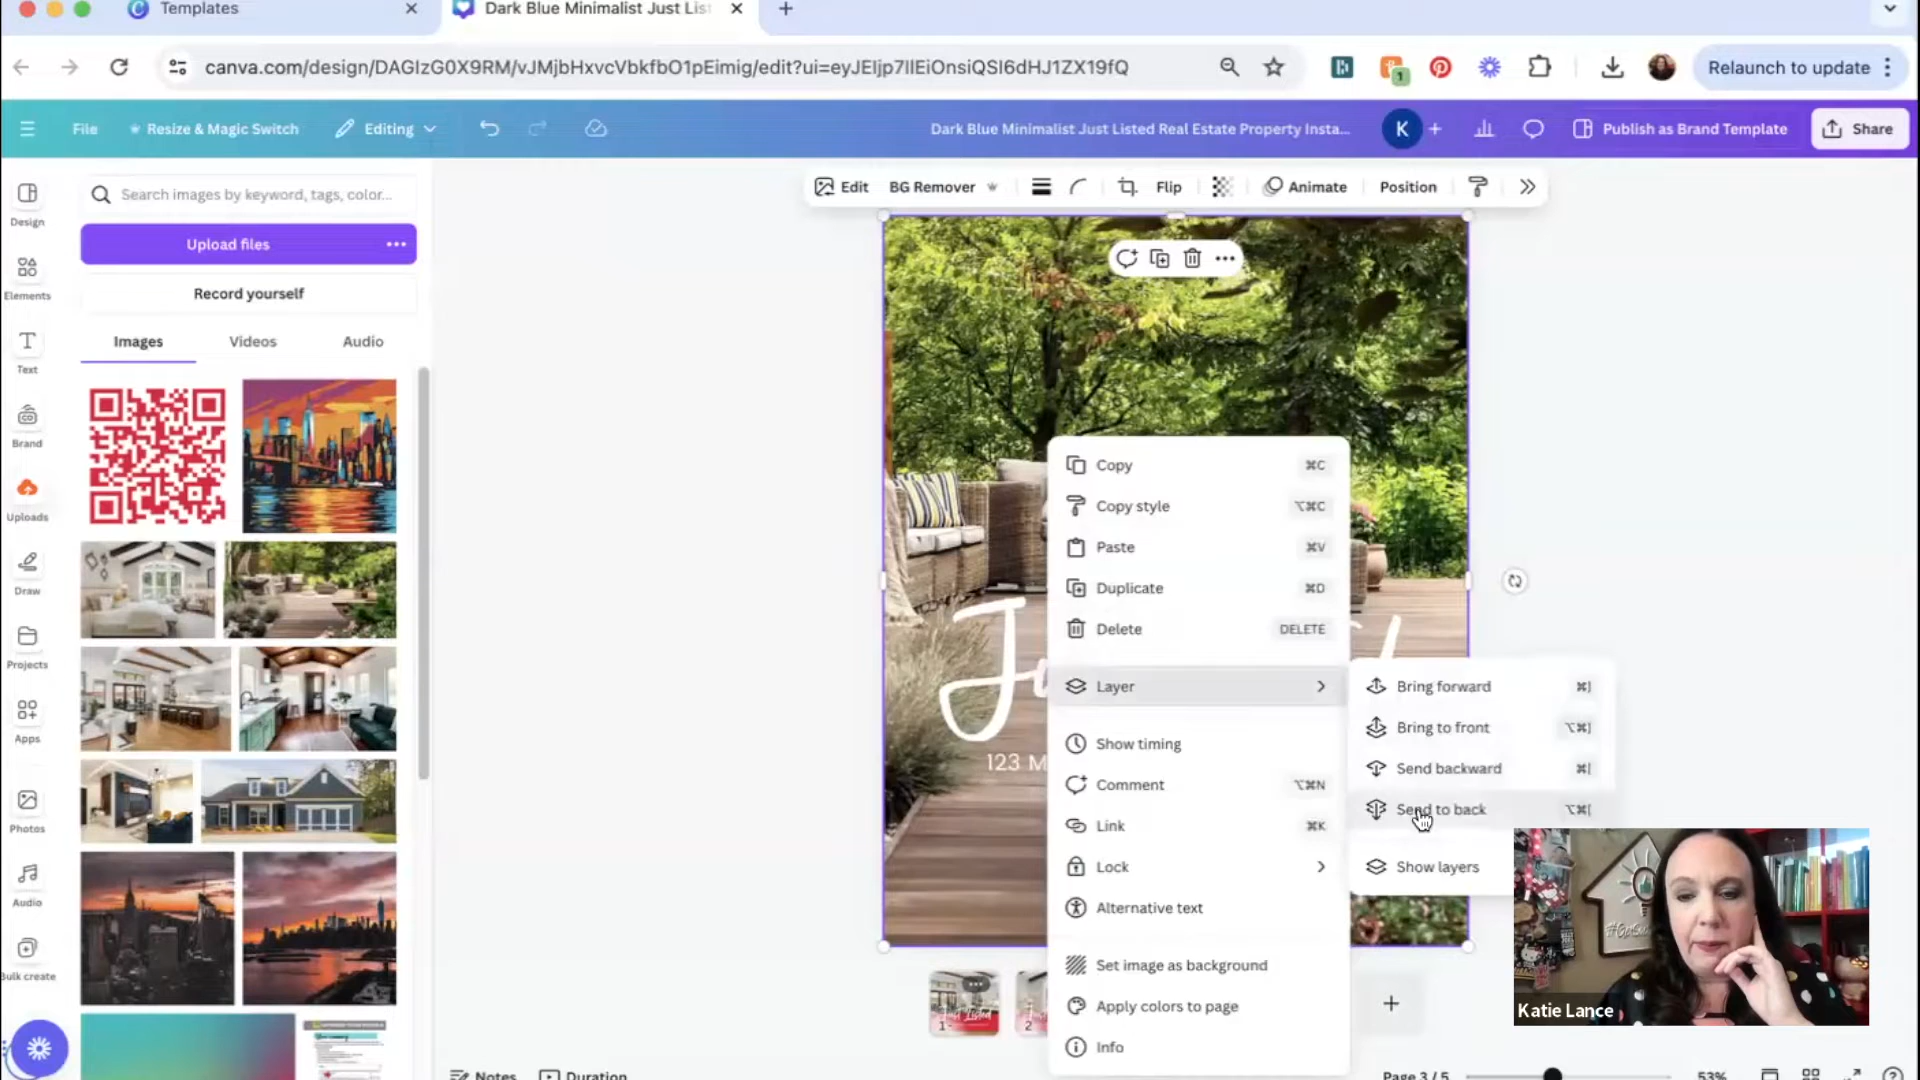 Templates
Dark Blue Minimalist Just Lis
canva.com/design/DAGIzG0X9RM/vJMjbHxvcVbkfbO1pEimig/edit?ui=eyJEIjp7IlEiOnsiQSI6dHJ1ZX19fQ
1
Relaunch to update
File
Resize & Magic Switch
Editing
Dark Blue Minimalist Just Listed Real Estate Property Insta...
K
Publish as Brand Template
Share
Design
Elements
Text
Brand
Uploads
Draw
Projects
Apps
Photos
Audio
Bulk create
Search images by keyword, tags, color...
Upload files
Record yourself
Images
Videos
Audio
Edit
BG Remover
Flip
Animate
Position
123 M
Copy ⌘C
Copy style ⌥⌘C
Paste ⌘V
Duplicate ⌘D
Delete DELETE
Layer
Show timing
Comment ⌥⌘N
Link ⌘K
Lock
Alternative text
Set image as background
Apply colors to page
Info
Bring forward ⌘]
Bring to front ⌥⌘]
Send backward ⌘[
Send to back ⌥⌘[
Show layers
Just Listed
1
2
Katie Lance
Notes
Duration
Page 3 / 5
53%